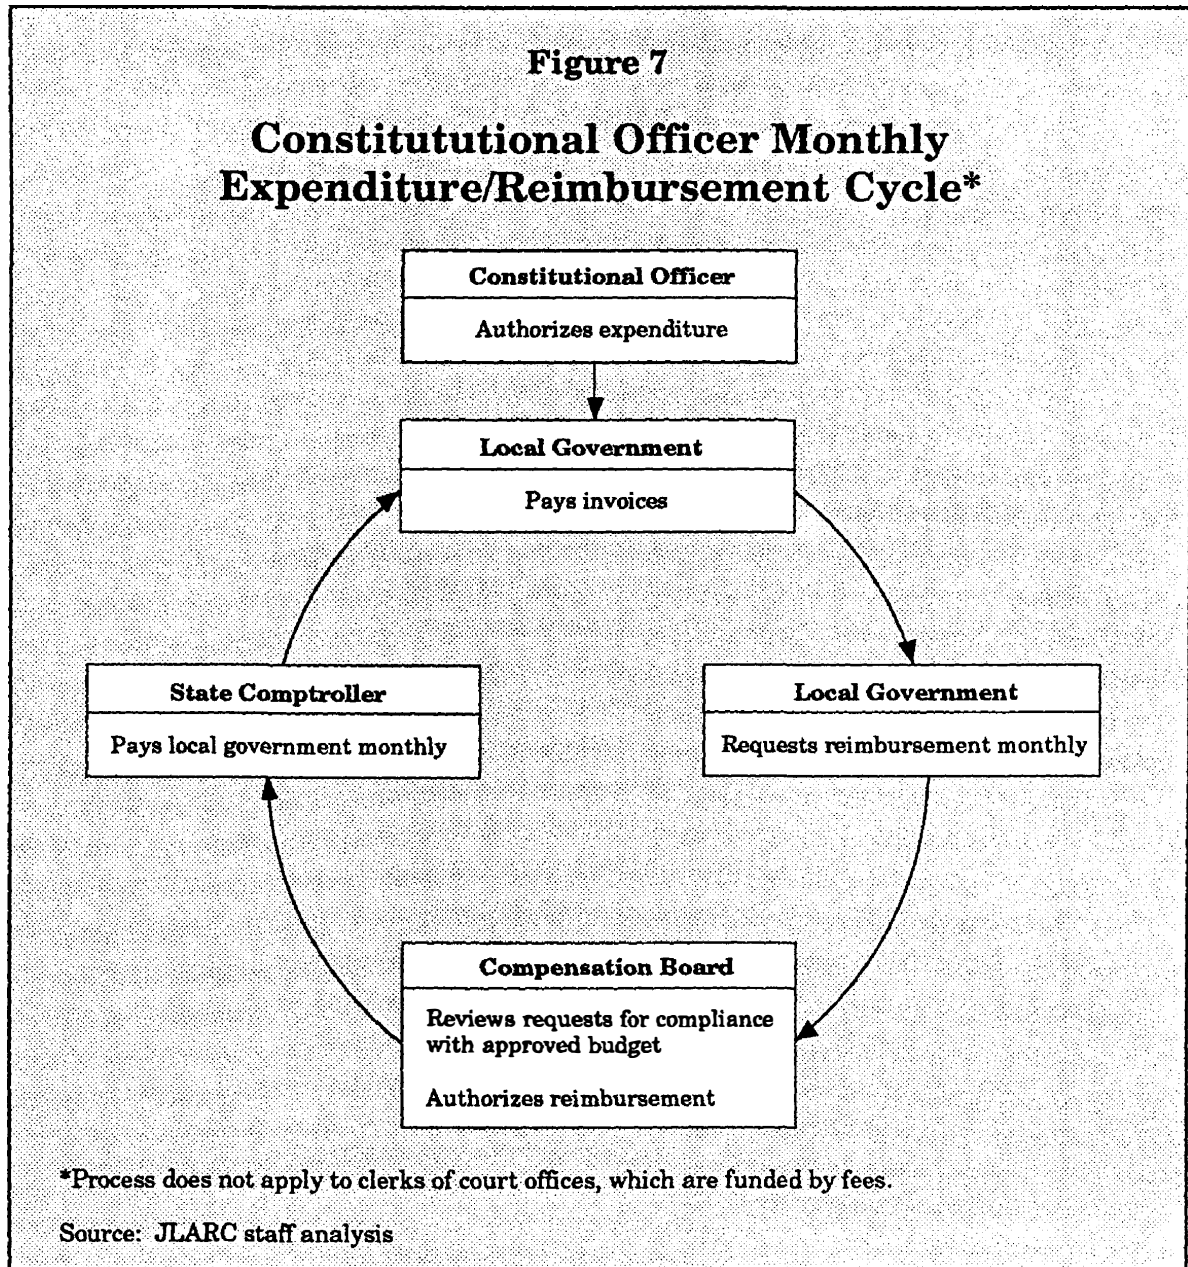 Figure 7
Constitututional Officer Monthly
Expenditure/Reimbursement Cycle*
Constitutional Officer
Authorizes expenditure
Local Government
Pays invoices
State Comptroller
Pays local government monthly
Local Government
Requests reimbursement monthly
Compensation Board
Reviews requests for compliance
with approved budget
Authorizes reimbursement
*Process does not apply to clerks of court offices, which are funded by fees.
Source: JLARC staff analysis